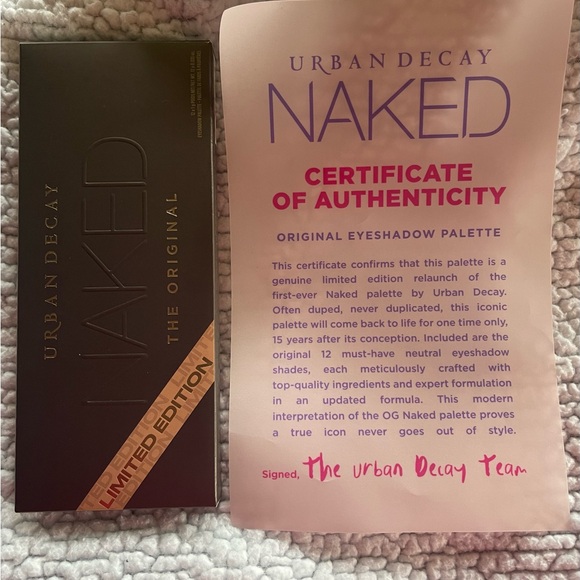 URBAN DECAY
NAKED
THE ORIGINAL
LIMITED EDITION
URBAN DECAY
NAKED
CERTIFICATE
OF AUTHENTICITY
ORIGINAL EYESHADOW PALETTE
This certificate confirms that this palette is a
genuine limited edition relaunch of the
first-ever Naked palette by Urban Decay.
Often duped, never duplicated, this iconic
palette will come back to life for one time only,
15 years after its conception. Included are the
original 12 must-have neutral eyeshadow
shades, each meticulously crafted with
top-quality ingredients and expert formulation
in an updated formula. This modern
interpretation of the OG Naked palette proves
a true icon never goes out of style.
Signed, The Urban Decay Team